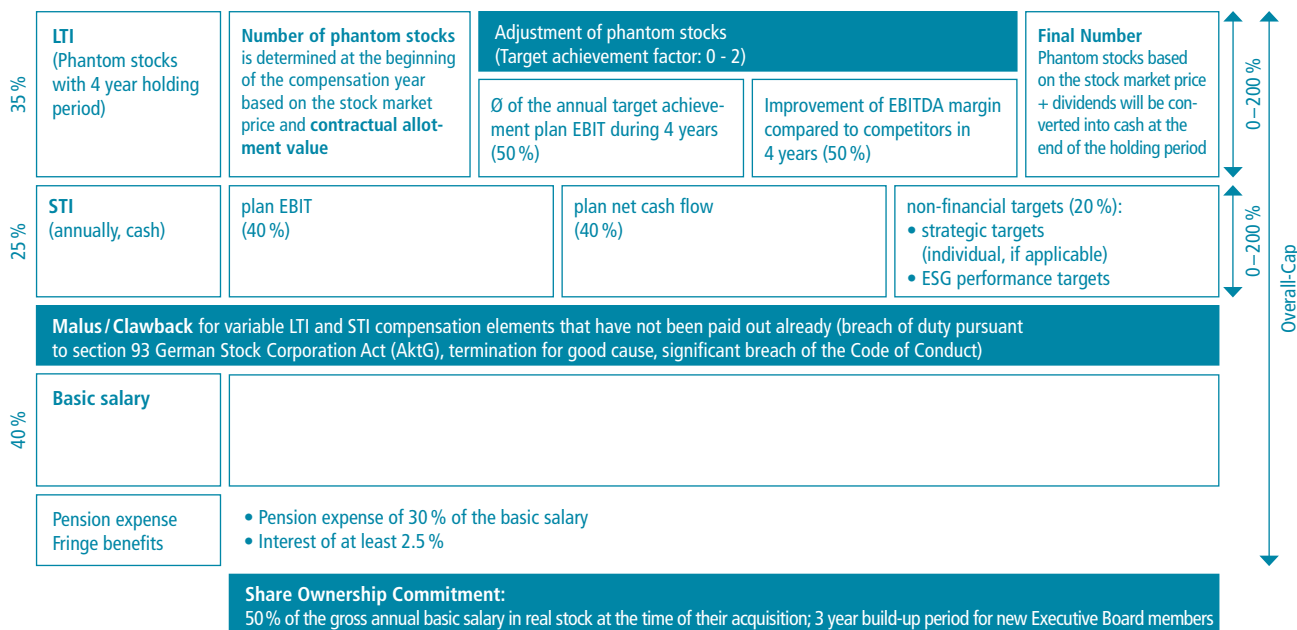 35 %
LTI
(Phantom stocks
with 4 year holding
period)
Number of phantom stocks
is determined at the beginning
of the compensation year
based on the stock market
price and contractual allot-
ment value
Adjustment of phantom stocks
(Target achievement factor: 0 - 2)
Ø of the annual target achieve-
ment plan EBIT during 4 years
(50 %)
Improvement of EBITDA margin
compared to competitors in
4 years (50 %)
Final Number
Phantom stocks based
on the stock market price
+ dividends will be con-
verted into cash at the
end of the holding period
0 – 200 %
25 %
STI
(annually, cash)
plan EBIT
(40 %)
plan net cash flow
(40 %)
non-financial targets (20 %):
• strategic targets
(individual, if applicable)
• ESG performance targets
0 – 200 %
Overall-Cap
Malus / Clawback for variable LTI and STI compensation elements that have not been paid out already (breach of duty pursuant
to section 93 German Stock Corporation Act (AktG), termination for good cause, significant breach of the Code of Conduct)
40 %
Basic salary
Pension expense
Fringe benefits
• Pension expense of 30 % of the basic salary
• Interest of at least 2.5 %
Share Ownership Commitment:
50 % of the gross annual basic salary in real stock at the time of their acquisition; 3 year build-up period for new Executive Board members